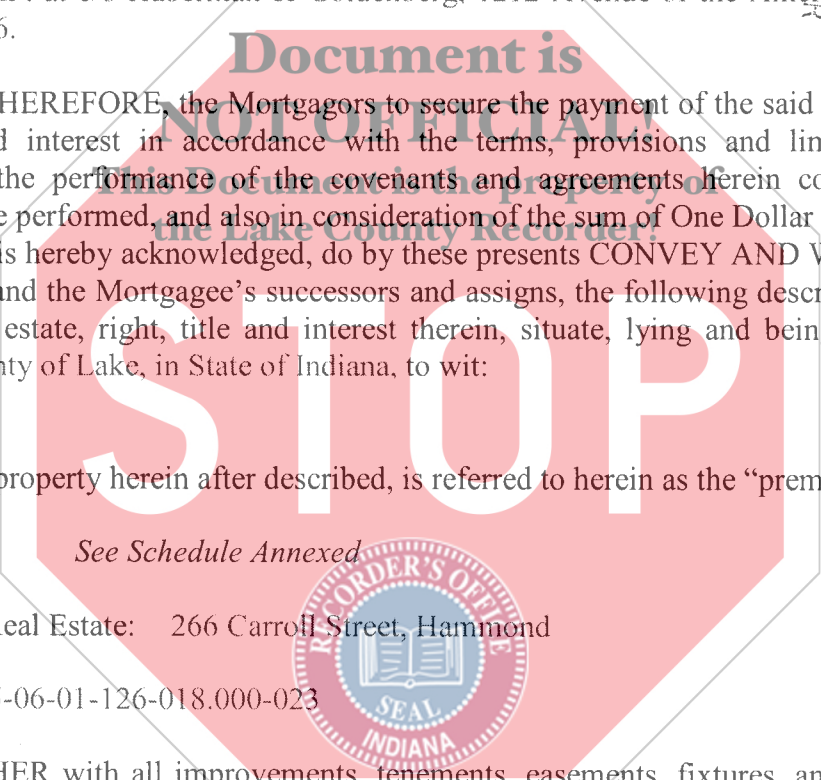 6.
Document is
HEREFORE, the Mortgagors to secure the payment of the said
NOT OFFICIAL
d interest in accordance with the terms, provisions and lim
This Document is the property of
the performance of the covenants and agreements herein co
e performed, and also in consideration of the sum of One Dollar
the Lake County Recorder!
is hereby acknowledged, do by these presents CONVEY AND W
and the Mortgagee’s successors and assigns, the following descr
estate, right, title and interest therein, situate, lying and bein
nty of Lake, in State of Indiana, to wit:
STOP
property herein after described, is referred to herein as the “prem
See Schedule Annexed
RECORDER'S OFFICE
eal Estate: 266 Carroll Street, Hammond
-06-01-126-018.000-023
SEAL
INDIANA
HER with all improvements, tenements, easements, fixtures, an